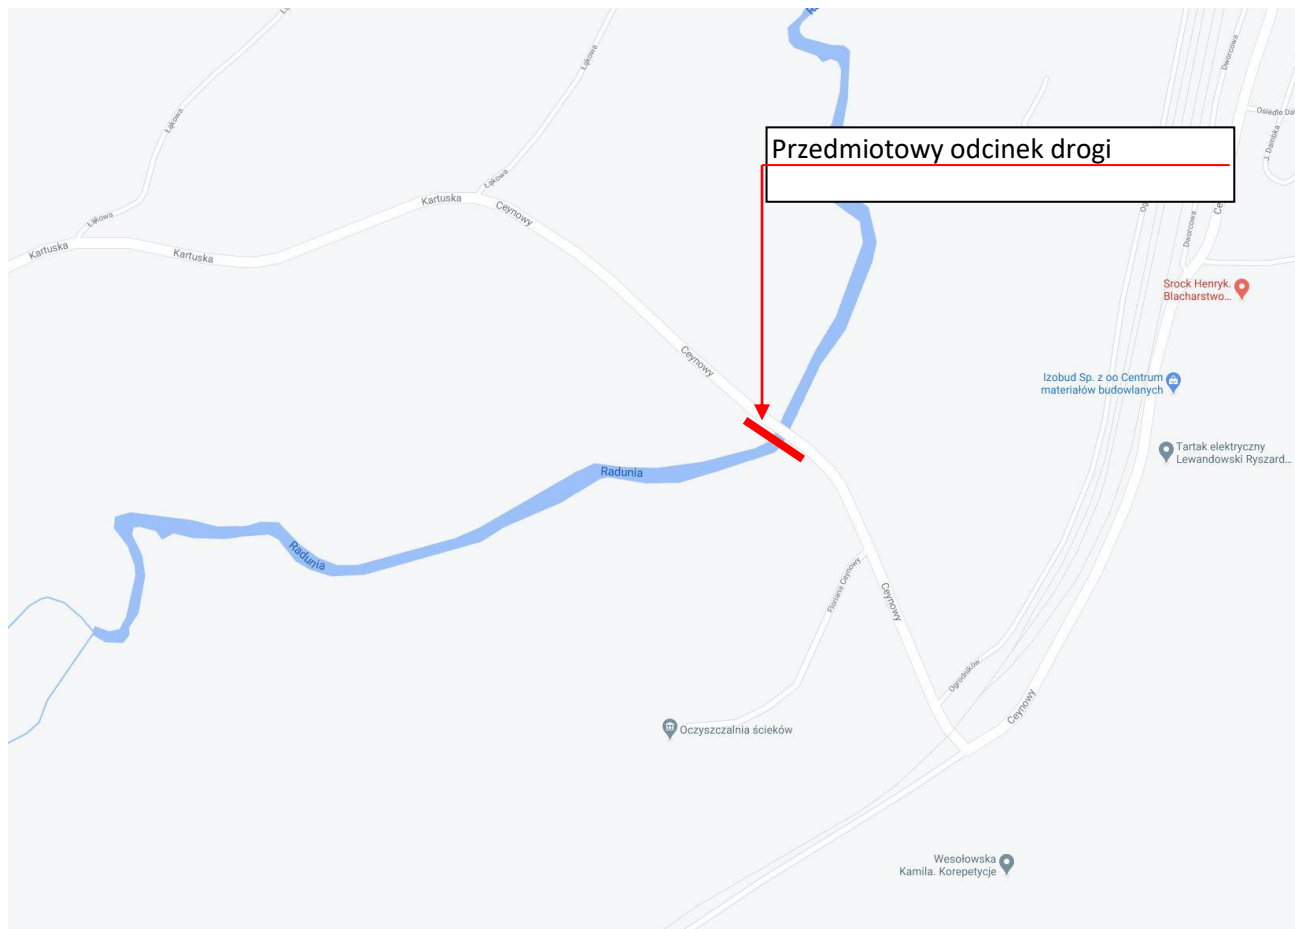 Łąkowa
Łąkowa
Dworcowa
Osiedle Dat
J. Dambka
Przedmiotowy odcinek drogi
Łąkowa
Kartuska
Ceynowy
Łąkowa
Kartuska
Kartuska
Dworcowa
Srock Henryk.
Blacharstwo...
Ceynowy
Izobud Sp. z oo Centrum
materiałów budowlanych
Tartak elektryczny
Lewandowski Ryszard...
Radunia
Radunia
Floriana Ceynowy
Ceynowy
Ogrodników
Ceynowy
Oczyszczalnia ścieków
Wesołowska
Kamila. Korepetycje